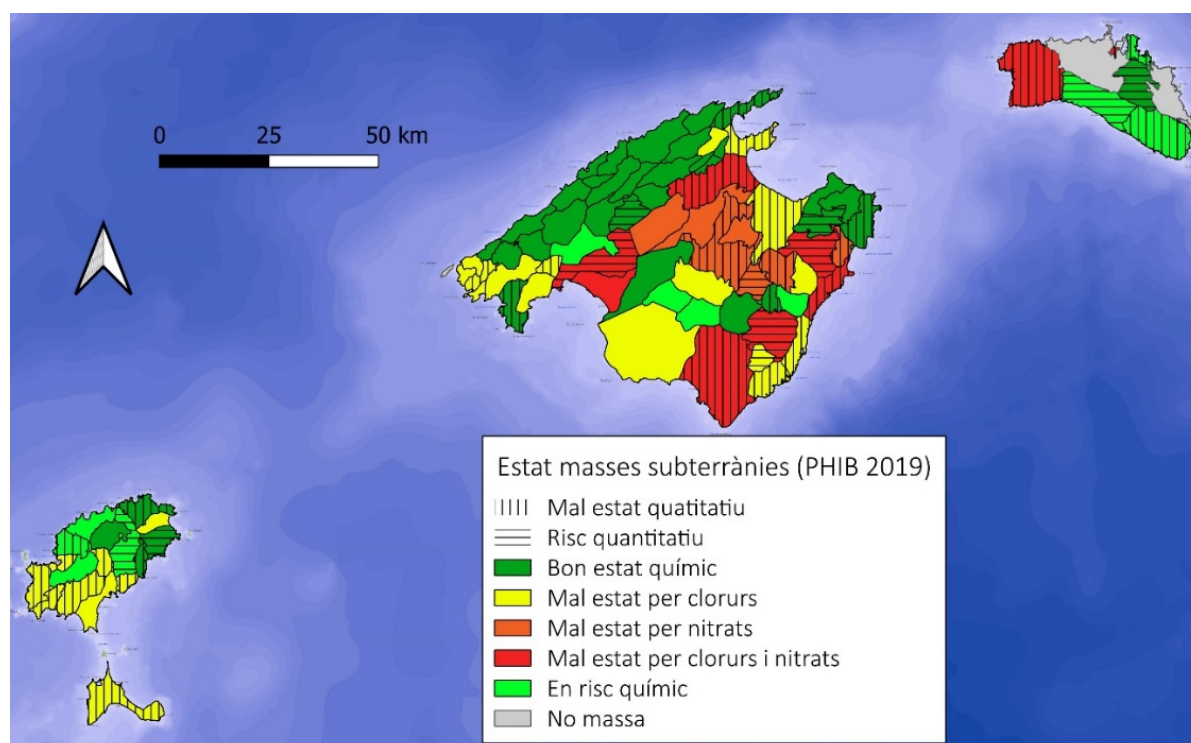 0 25 50 km
Estat masses subterrànies (PHIB 2019)
Mal estat quatitatiu
Risc quantitatiu
Bon estat químic
Mal estat per clorurs
Mal estat per nitrats
Mal estat per clorurs i nitrats
En risc químic
No massa